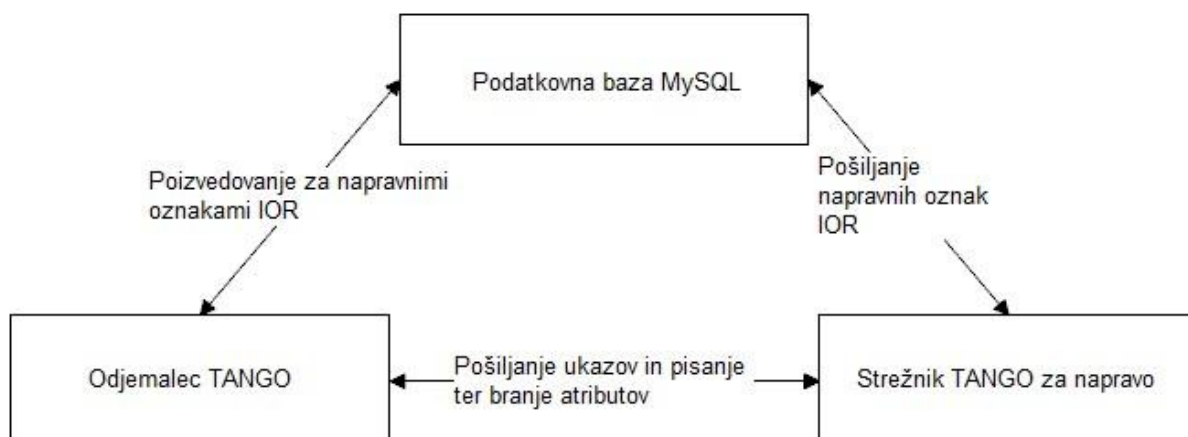 Podatkovna baza MySQL
Poizvedovanje za napravnimi
oznakami IOR
Pošiljanje
napravnih oznak
IOR
Odjemalec TANGO
Pošiljanje ukazov in pisanje
ter branje atributov
Strežnik TANGO za napravo